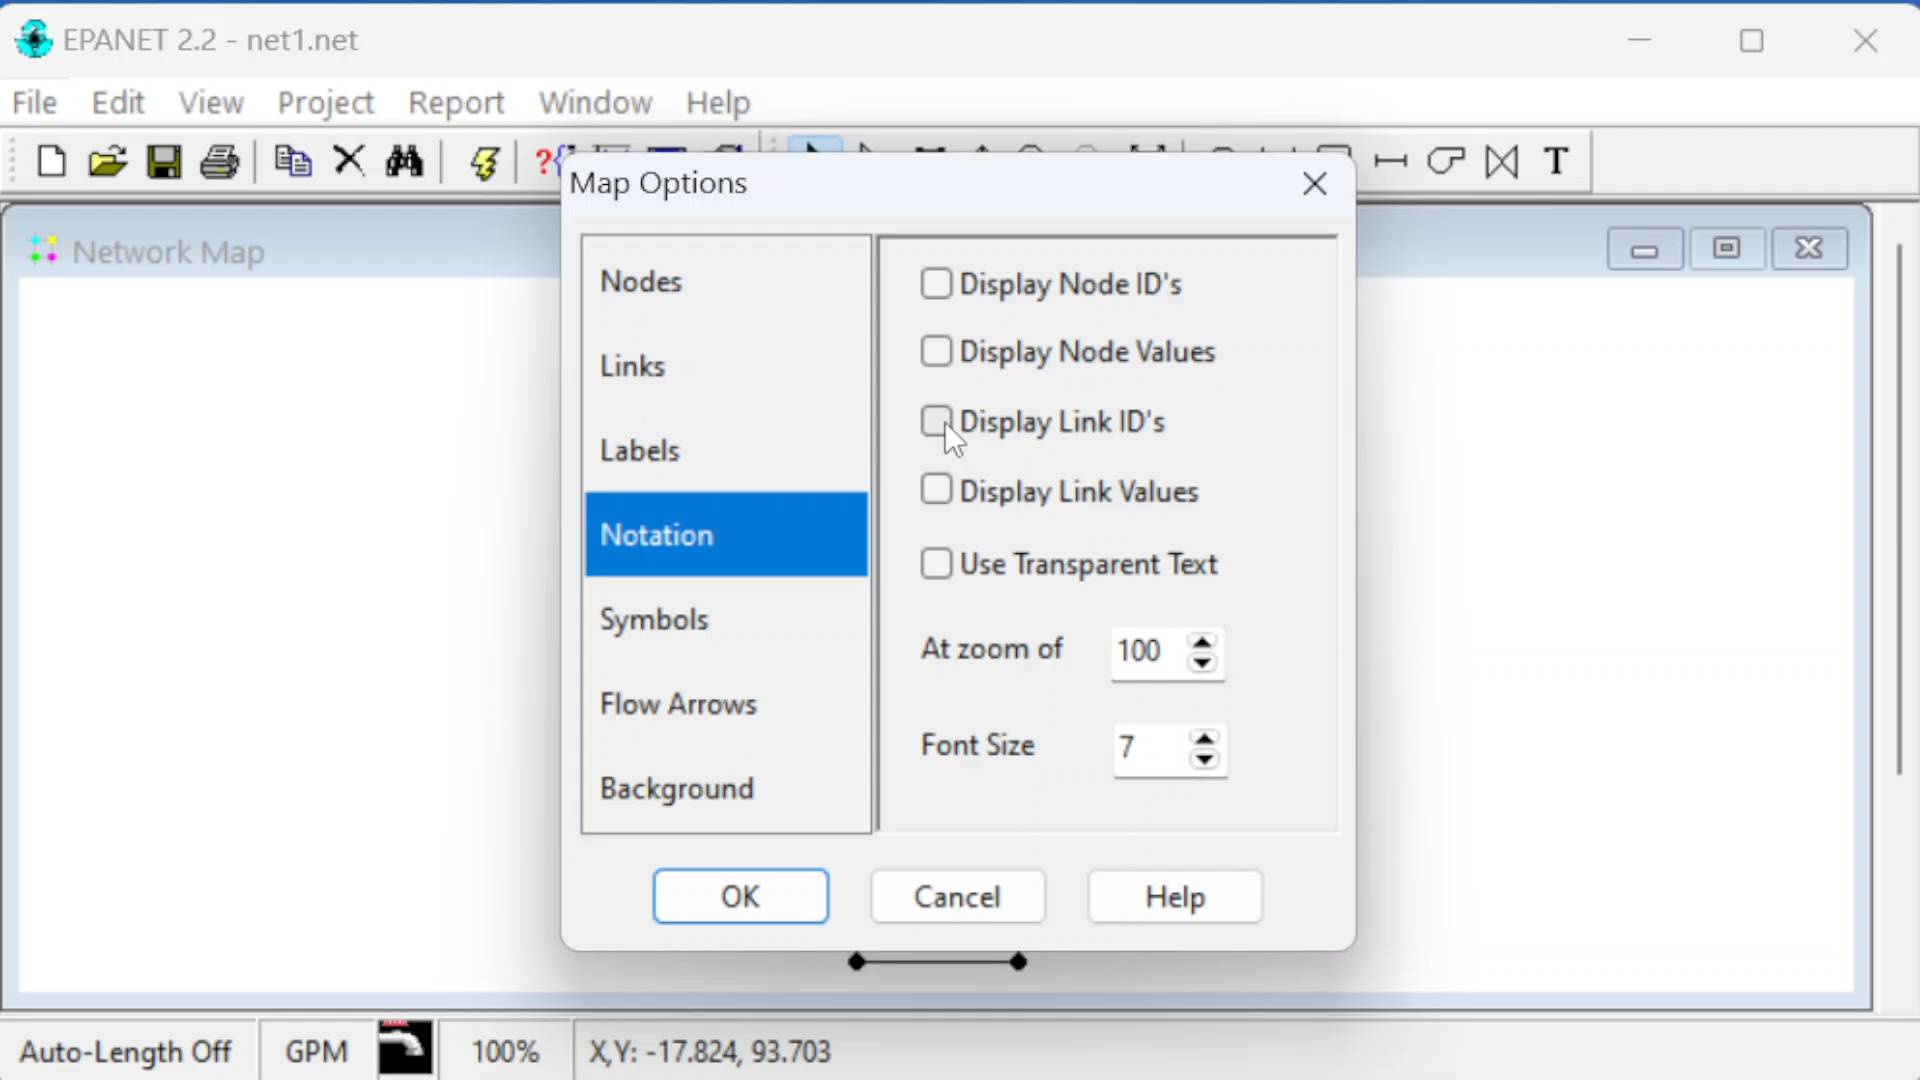 EPANET 2.2 - net1.net
File Edit View Project Report Window Help
?{
T
Map Options
Network Map
Nodes
Links
Labels
Notation
Symbols
Flow Arrows
Background
Display Node ID's
Display Node Values
Display Link ID's
Display Link Values
Use Transparent Text
At zoom of 100
Font Size 7
OK Cancel Help
Auto-Length Off GPM 100% X,Y: -17.824, 93.703